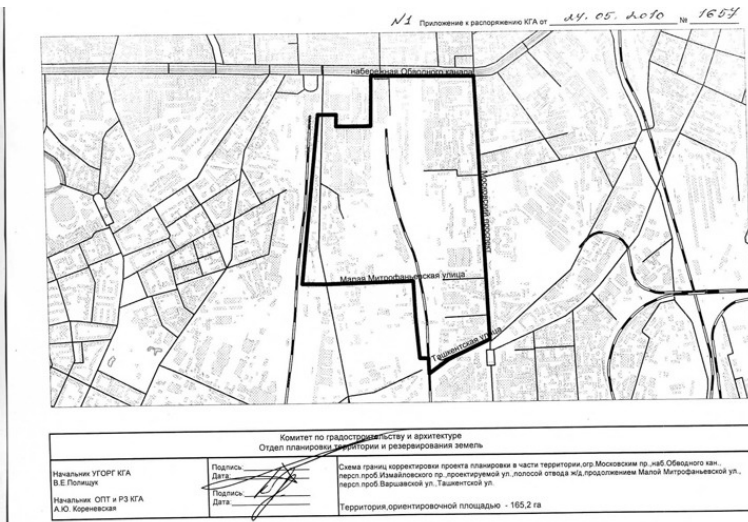 №1 Приложение к распоряжению КГА от 24.05.2010 № 1657
набережная Обводного канала
Московский проспект
Малая Митрофаньевская улица
Ташкентская улица
Комитет по градостроительству и архитектуре
Отдел планировки территории и резервирования земель
Начальник УГОРГ КГА
В.Е.Полищук
Подпись
Дата
Начальник ОПТ и РЗ КГА
А.Ю. Кореневская
Подпись
Дата
Схема границ корректировки проекта планировки в части территории,огр.Московским пр.,наб.Обводного кан.,
персп.проб.Измайловского пр.,проектируемой ул.,полосой отвода ж/д,продолжением Малой Митрофаньевской ул.,
персп.проб.Варшавской ул.,Ташкентской ул.
Территория,ориентировочной площадью - 165,2 га